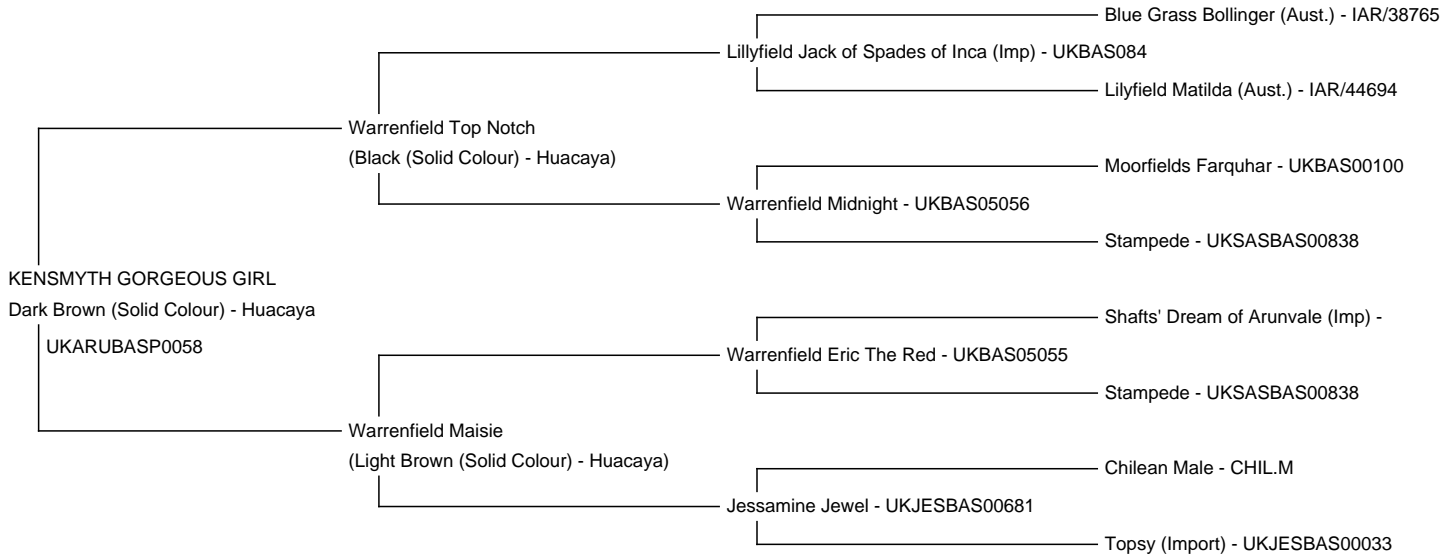 Blue Grass Bollinger (Aust.) - IAR/38765
Lillyfield Jack of Spades of Inca (Imp) - UKBAS084
Lilyfield Matilda (Aust.) - IAR/44694
Warrenfield Top Notch
(Black (Solid Colour) - Huacaya)
Moorfields Farquhar - UKBAS00100
Warrenfield Midnight - UKBAS05056
Stampede - UKSASBAS00838
KENSMYTH GORGEOUS GIRL
Dark Brown (Solid Colour) - Huacaya
UKARUBASP0058
Shafts' Dream of Arunvale (Imp) -
Warrenfield Eric The Red - UKBAS05055
Stampede - UKSASBAS00838
Warrenfield Maisie
(Light Brown (Solid Colour) - Huacaya)
Chilean Male - CHIL.M
Jessamine Jewel - UKJESBAS00681
Topsy (Import) - UKJESBAS00033